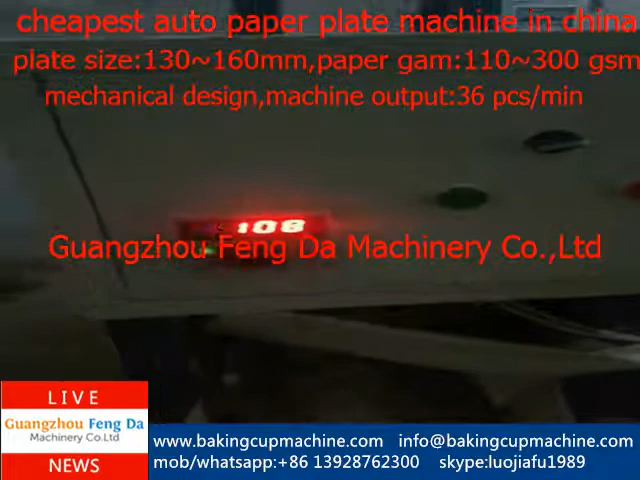 cheapest auto paper plate machine in china
plate size:130~160mm,paper gam:110~300 gsm
mechanical design,machine output:36 pcs/min
108
Guangzhou Feng Da Machinery Co.,Ltd
LIVE
Guangzhou Feng Da
Machinery Co.Ltd
NEWS
www.bakingcupmachine.com info@bakingcupmachine.com
mob/whatsapp:+86 13928762300 skype:luojiafu1989